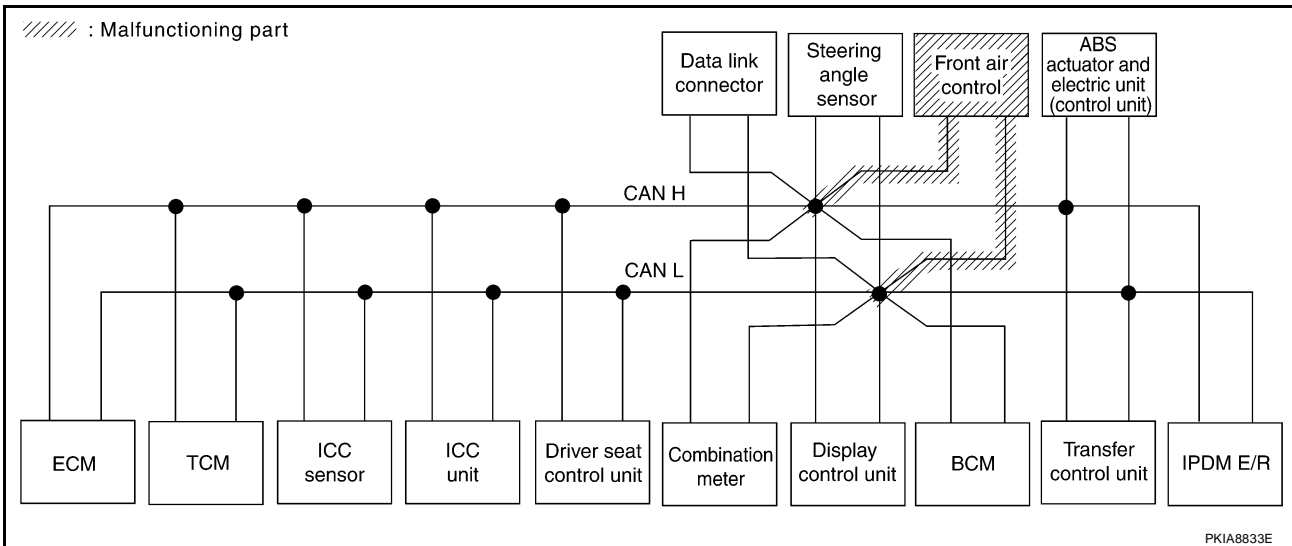 : Malfunctioning part
Data link
connector
Steering
angle
sensor
Front air
control
ABS
actuator and
electric unit
(control unit)
CAN H
CAN L
ECM
TCM
ICC
sensor
ICC
unit
Driver seat
control unit
Combination
meter
Display
control unit
BCM
Transfer
control unit
IPDM E/R
PKIA8833E